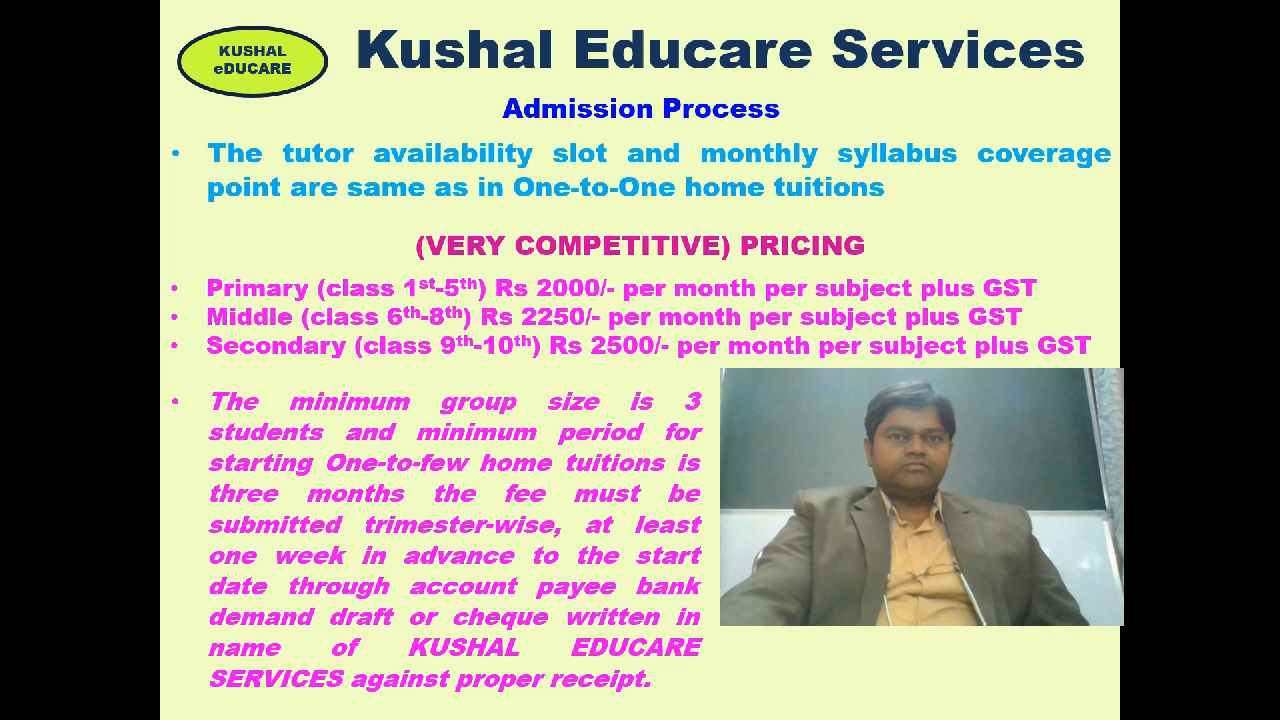 KUSHAL
eDUCARE
Kushal Educare Services
Admission Process
• The tutor availability slot and monthly syllabus coverage
point are same as in One-to-One home tuitions
(VERY COMPETITIVE) PRICING
• Primary (class 1st-5th) Rs 2000/- per month per subject plus GST
• Middle (class 6th-8th) Rs 2250/- per month per subject plus GST
• Secondary (class 9th-10th) Rs 2500/- per month per subject plus GST
• The minimum group size is 3
students and minimum period for
starting One-to-few home tuitions is
three months the fee must be
submitted trimester-wise, at least
one week in advance to the start
date through account payee bank
demand draft or cheque written in
name of KUSHAL EDUCARE
SERVICES against proper receipt.